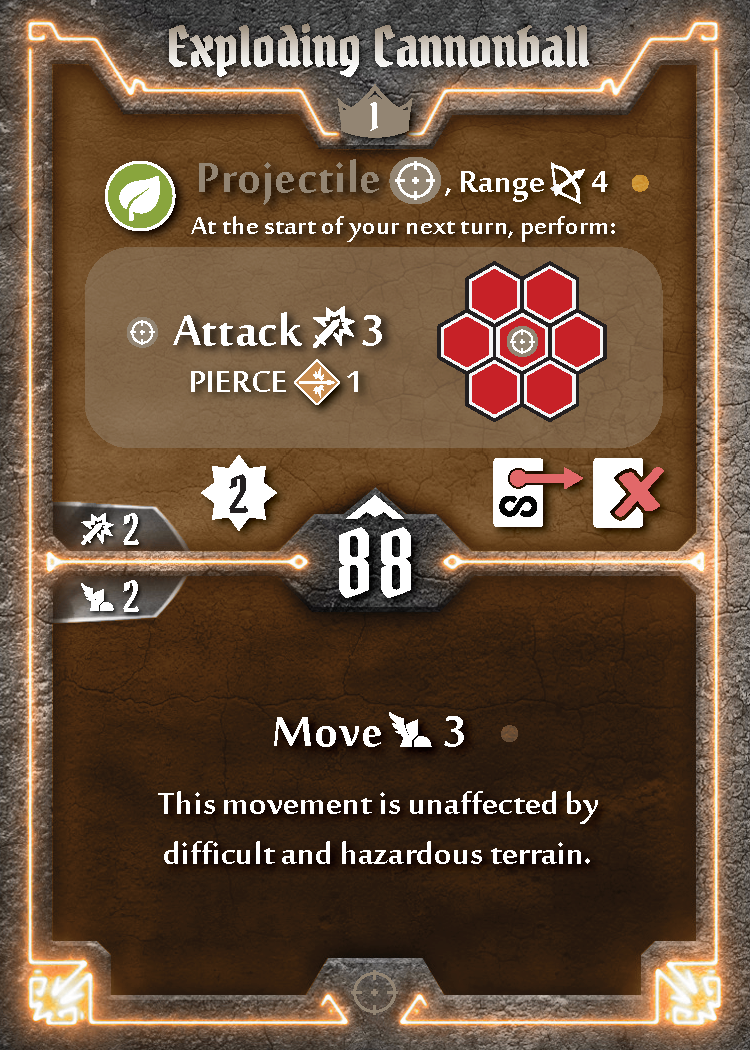 Exploding Cannonball
1
Projectile , Range 4
At the start of your next turn, perform:
Attack 3
PIERCE 1
2
S
2
88
2
Move 3
This movement is unaffected by
difficult and hazardous terrain.